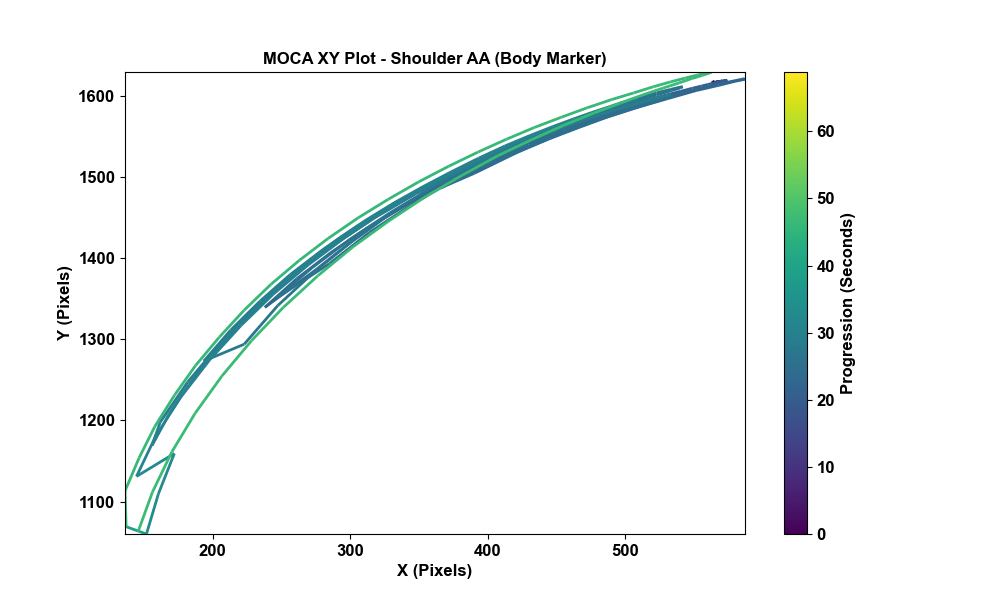 MOCA XY Plot - Shoulder AA (Body Marker)
1600
1500
1400
1300
1200
1100
Y (Pixels)
200 300 400 500
X (Pixels)
60
50
40
30
20
10
0
Progression (Seconds)